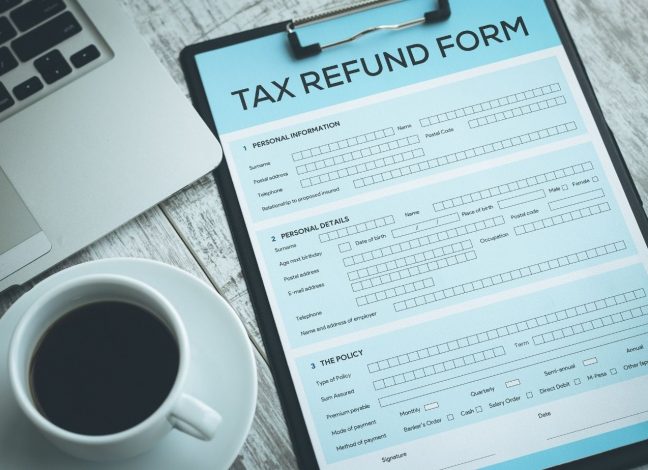 TAX REFUND FORM
1 PERSONAL INFORMATION
Surname Name
Postal address Postal Code
Telephone
Relationship to proposed insured
2 PERSONAL DETAILS
Surname Name Male Female
Age next birthday Date of birth Place of birth
Postal address Postal code
E-mail address Occupation
Telephone
Name and address of employer
3 THE POLICY
Type of Policy
Sum Assured Term
Premium payable
Mode of payment Monthly Quarterly Semi-annual Annual
Method of payment Banker's Order Cash Salary Order Direct Debit M-Pesa Other
Signature Date